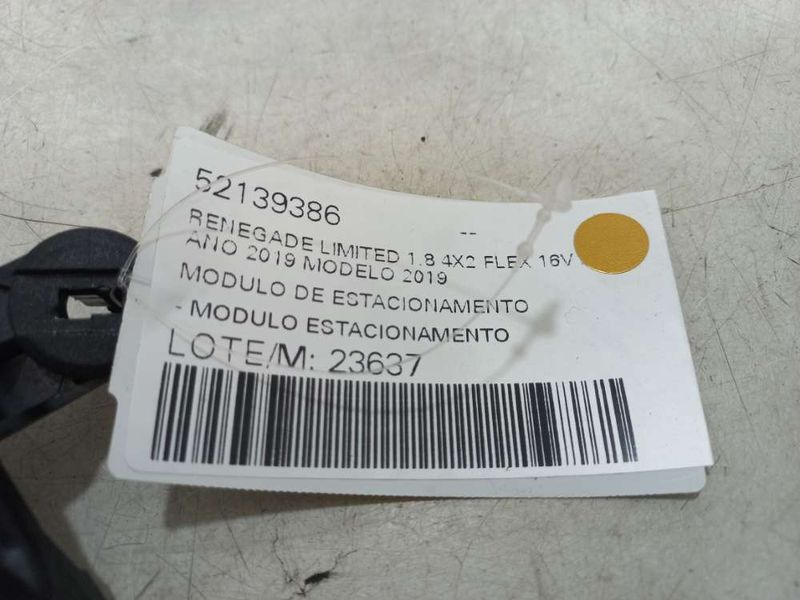 52139386
--
RENEGADE LIMITED 1.8 4X2 FLEX 16V
ANO 2019 MODELO 2019
MODULO DE ESTACIONAMENTO
- MODULO ESTACIONAMENTO
LOTE/M: 23637